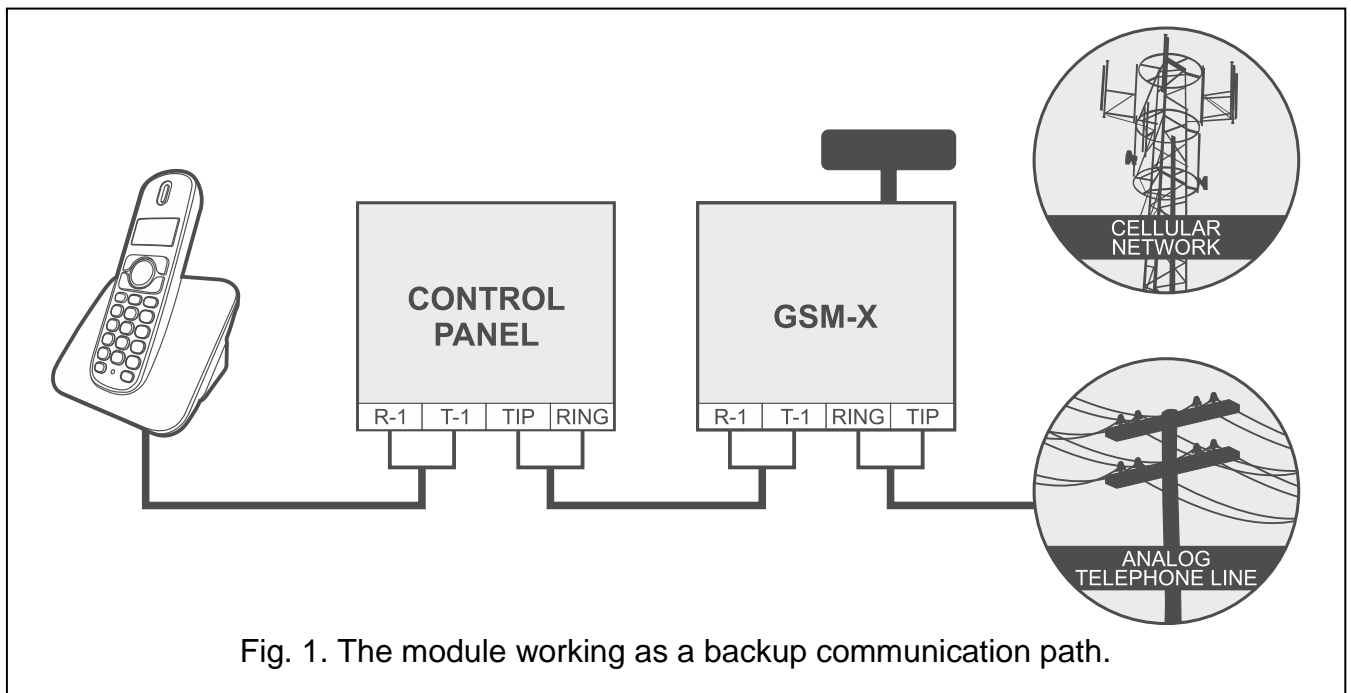 CELLULAR
NETWORK
CONTROL
PANEL
GSM-X
R-1 T-1 TIP RING
R-1 T-1 RING TIP
ANALOG
TELEPHONE LINE
Fig. 1. The module working as a backup communication path.